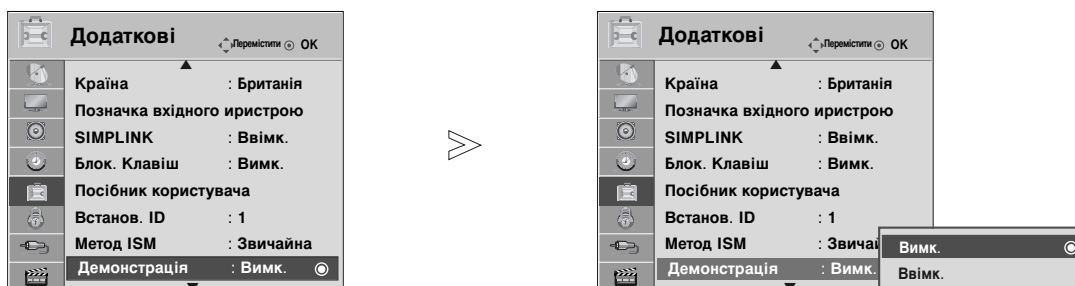 Додаткові Перемістити OK
Країна : Британія
Позначка вхідного иристрою
SIMPLINK : Ввімк.
Блок. Клавіш : Вимк.
Посібник користувача
Встанов. ID : 1
Метод ISM : Звичайна
Демонстрація : Вимк.
Додаткові Перемістити OK
Країна : Британія
Позначка вхідного иристрою
SIMPLINK : Ввімк.
Блок. Клавіш : Вимк.
Посібник користувача
Встанов. ID : 1
Метод ISM : Звичай
Демонстрація : Вимк.
Вимк.
Ввімк.